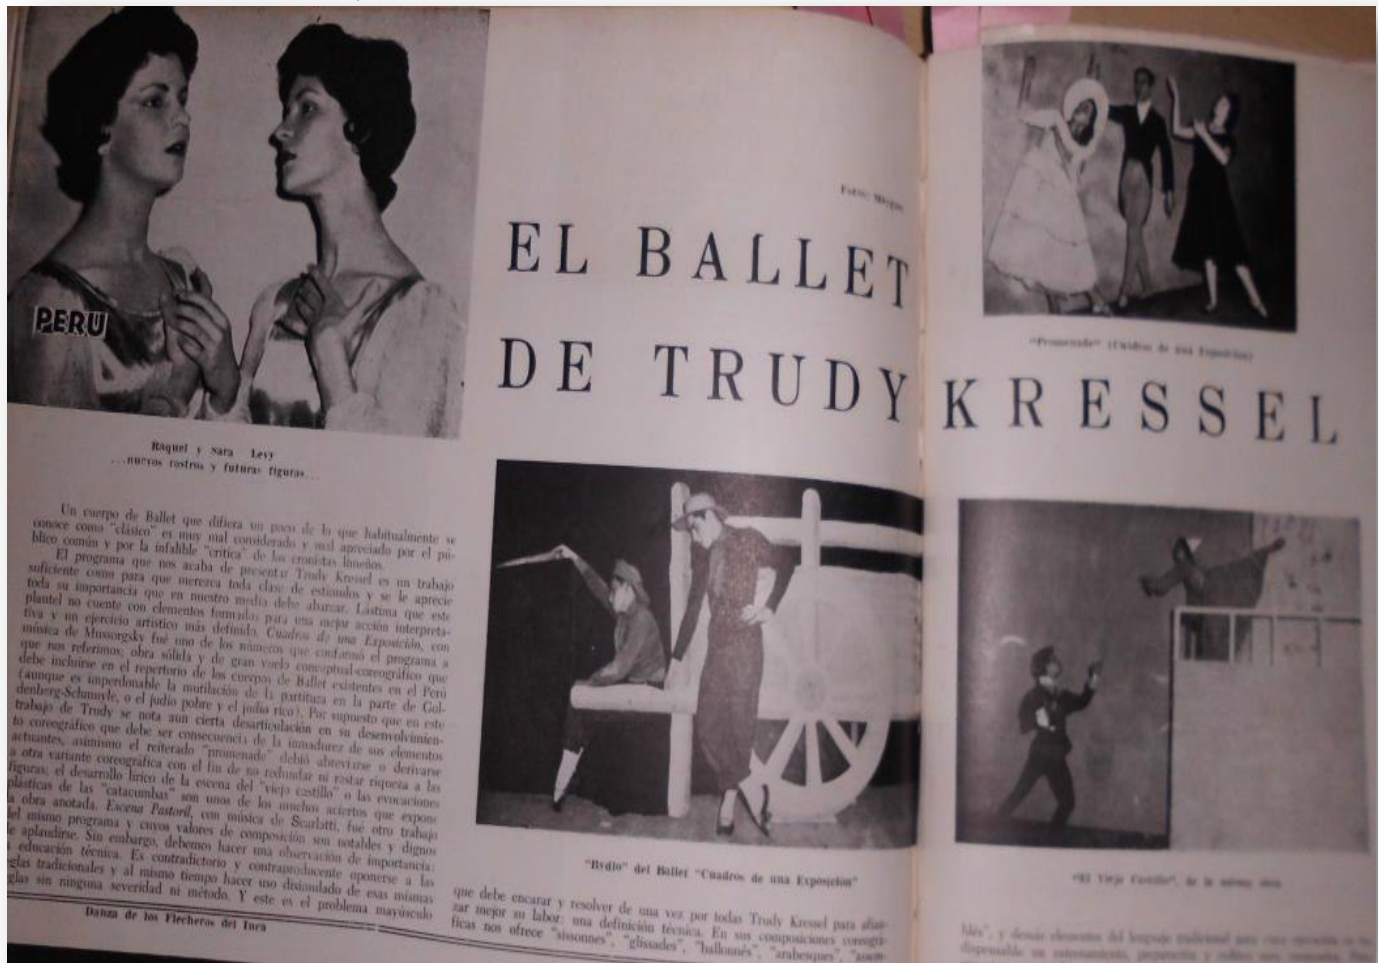 PERU
Raquel y Sara Levy
...nuevos rostros y futuras figuras...
EL BALLET
DE TRUDY KRESSEL
"Promenade" (Cuadros de una Exposición)
Un cuerpo de Ballet que difiera un poco de lo que habitualmente se
conoce como "clásico" es muy mal considerado y mal apreciado por el pú-
blico común y por la infalible "crítica" de los cronistas limeños.
El programa que nos acaba de presentar Trudy Kressel es un trabajo
suficiente como para que merezca toda clase de estímulos y se le aprecie
toda su importancia que en nuestro medio debe abarcar. Lástima que este
plantel no cuente con elementos formados para una mejor acción interpreta-
tiva y un ejercicio artístico más definido. Cuadros de una Exposición, con
música de Mussorgsky fué uno de los números que conformó el programa a
que nos referimos; obra sólida y de gran vuelo conceptual-coreográfico que
debe incluirse en el repertorio de los cuerpos de Ballet existentes en el Perú
(aunque es imperdonable la mutilación de la partitura en la parte de Gol-
denberg-Schmuyle, o el judío pobre y el judío rico). Por supuesto que en este
trabajo de Trudy se nota aún cierta desarticulación en su desenvolvimien-
to coreográfico que debe ser consecuencia de la inmadurez de sus elementos
actuantes, asimismo el reiterado "promenade" debió abreviarse o derivarse
a otra variante coreográfica con el fin de no redundar ni restar riqueza a las
figuras; el desarrollo lírico de la escena del "viejo castillo" o las evocaciones
plásticas de las "catacumbas" son unos de los muchos aciertos que expone
la obra anotada. Escena Pastoril, con música de Scarlatti, fué otro trabajo
del mismo programa y cuyos valores de composición son notables y dignos
de aplaudirse. Sin embargo, debemos hacer una observación de importancia:
educación técnica. Es contradictorio y contraproducente oponerse a las
reglas tradicionales y al mismo tiempo hacer uso disimulado de esas mismas
reglas sin ninguna severidad ni método. Y este es el problema mayúsculo
Danza de los Flecheros del Inca
"Bydlo" del Ballet "Cuadros de una Exposición"
que debe encarar y resolver de una vez por todas Trudy Kressel para afian-
zar mejor su labor: una definición técnica. En sus composiciones coreográ-
ficas nos ofrece "sissonnes", "glissades", "ballonnés", "arabesques",
"El Viejo Castillo", de la misma obra
y demás elementos del lenguaje tradicional para